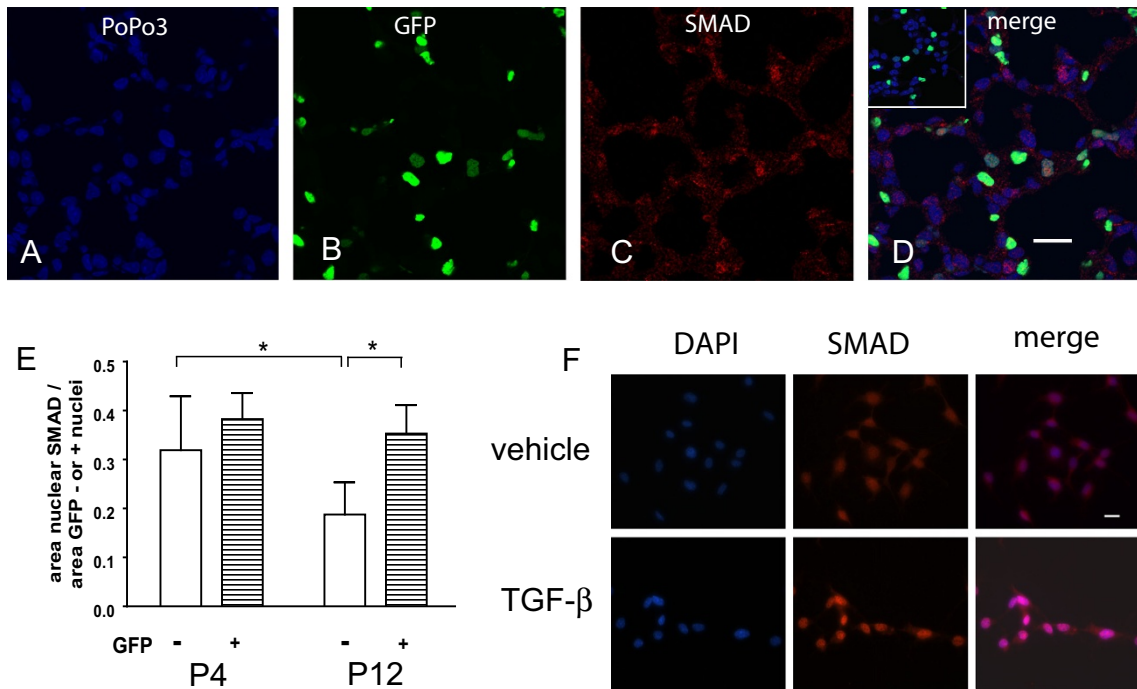 PoPo3 GFP SMAD merge
A B C D
E
area nuclear SMAD /
area GFP - or + nuclei
0.5
0.4
0.3
0.2
0.1
0.0
* *
GFP - + - +
P4 P12
F
DAPI SMAD merge
vehicle
TGF-β